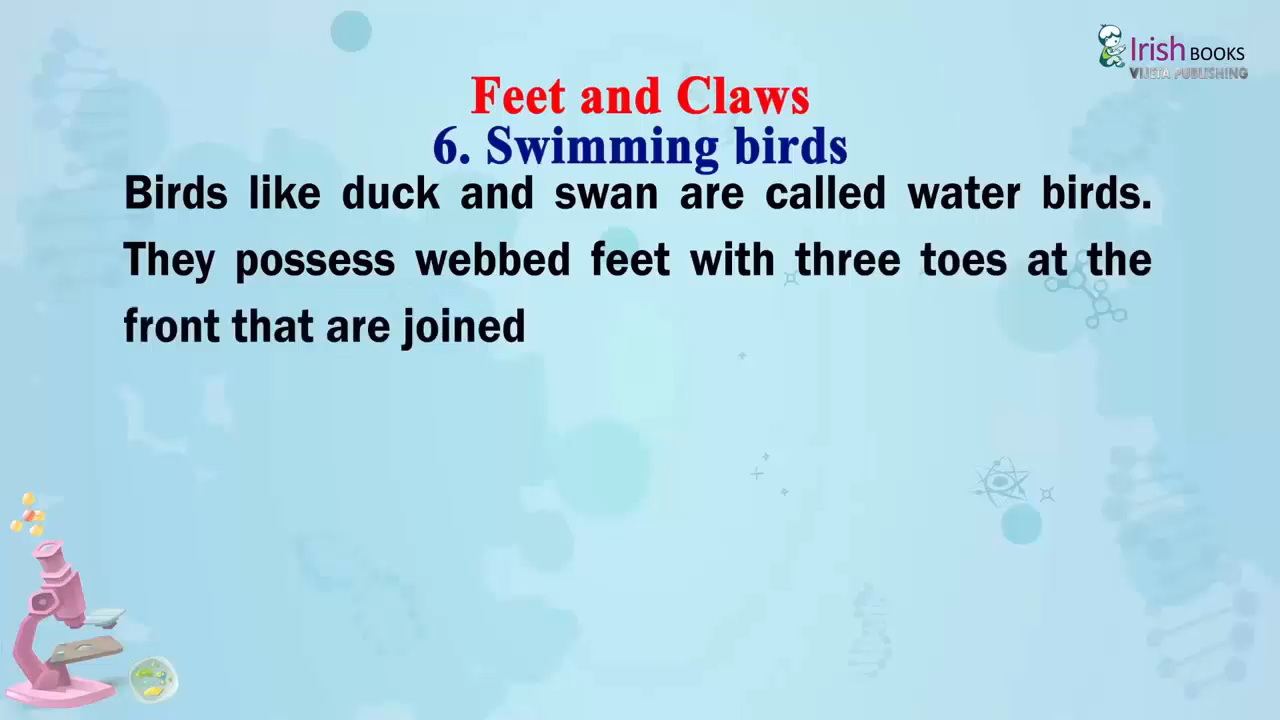 Irish BOOKS
VIJETA PUBLISHING
Feet and Claws
6. Swimming birds
Birds like duck and swan are called water birds.
They possess webbed feet with three toes at the
front that are joined